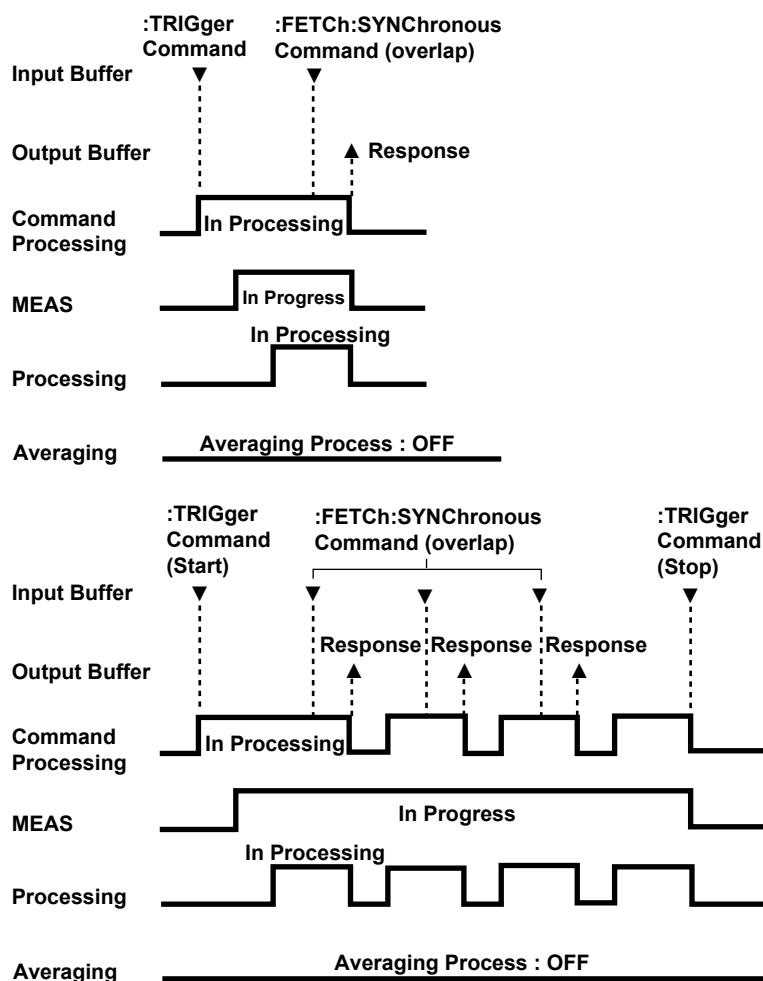 :TRIGger
Command
:FETCh:SYNChronous
Command (overlap)
Input Buffer
Output Buffer
Response
Command
Processing
In Processing
MEAS
In Progress
In Processing
Processing
Averaging
Averaging Process : OFF
:TRIGger
Command
(Start)
:FETCh:SYNChronous
Command (overlap)
:TRIGger
Command
(Stop)
Input Buffer
Output Buffer
Response
Response
Response
Command
Processing
In Processing
MEAS
In Progress
In Processing
Processing
Averaging
Averaging Process : OFF